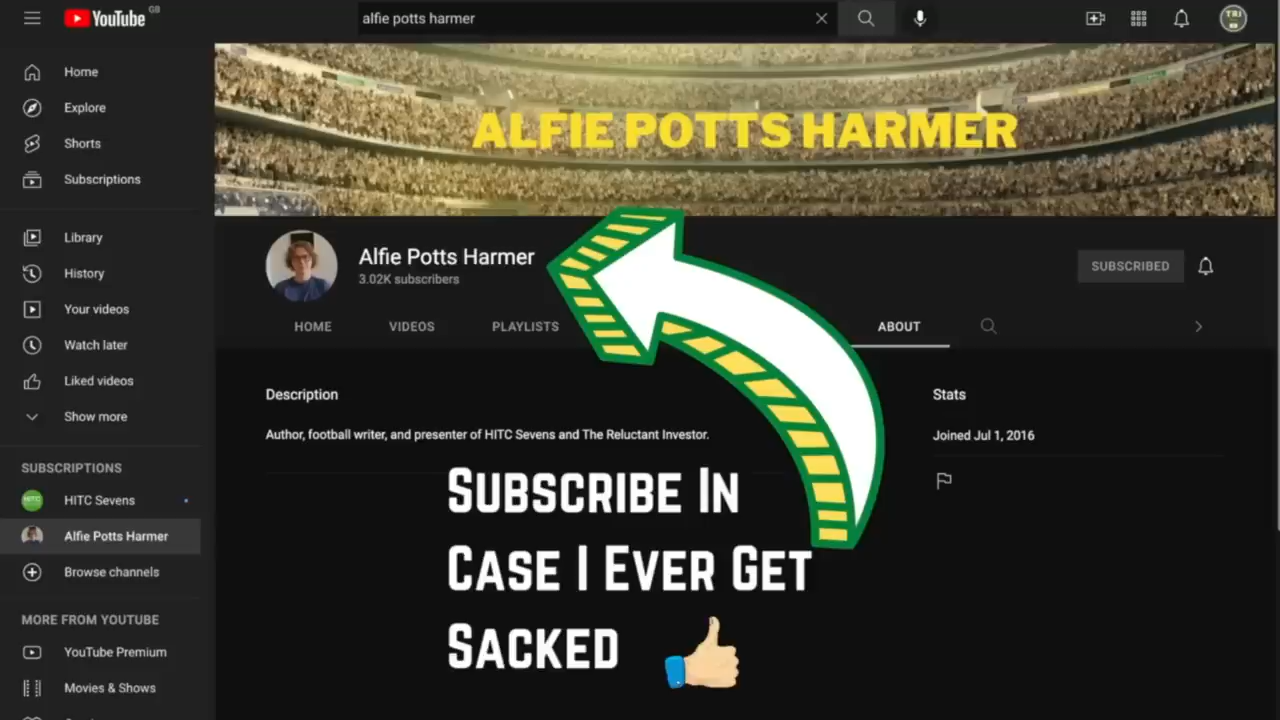 YouTube GB
alfie potts harmer
TRI
ALFIE POTTS HARMER
Home
Explore
Shorts
Subscriptions
Library
History
Your videos
Watch later
Liked videos
Show more
SUBSCRIPTIONS
HITC Sevens
Alfie Potts Harmer
Browse channels
MORE FROM YOUTUBE
YouTube Premium
Movies & Shows
Alfie Potts Harmer
3.02K subscribers
SUBSCRIBED
HOME VIDEOS PLAYLISTS ABOUT
Description
Author, football writer, and presenter of HITC Sevens and The Reluctant Investor.
Stats
Joined Jul 1, 2016
SUBSCRIBE IN
CASE I EVER GET
SACKED